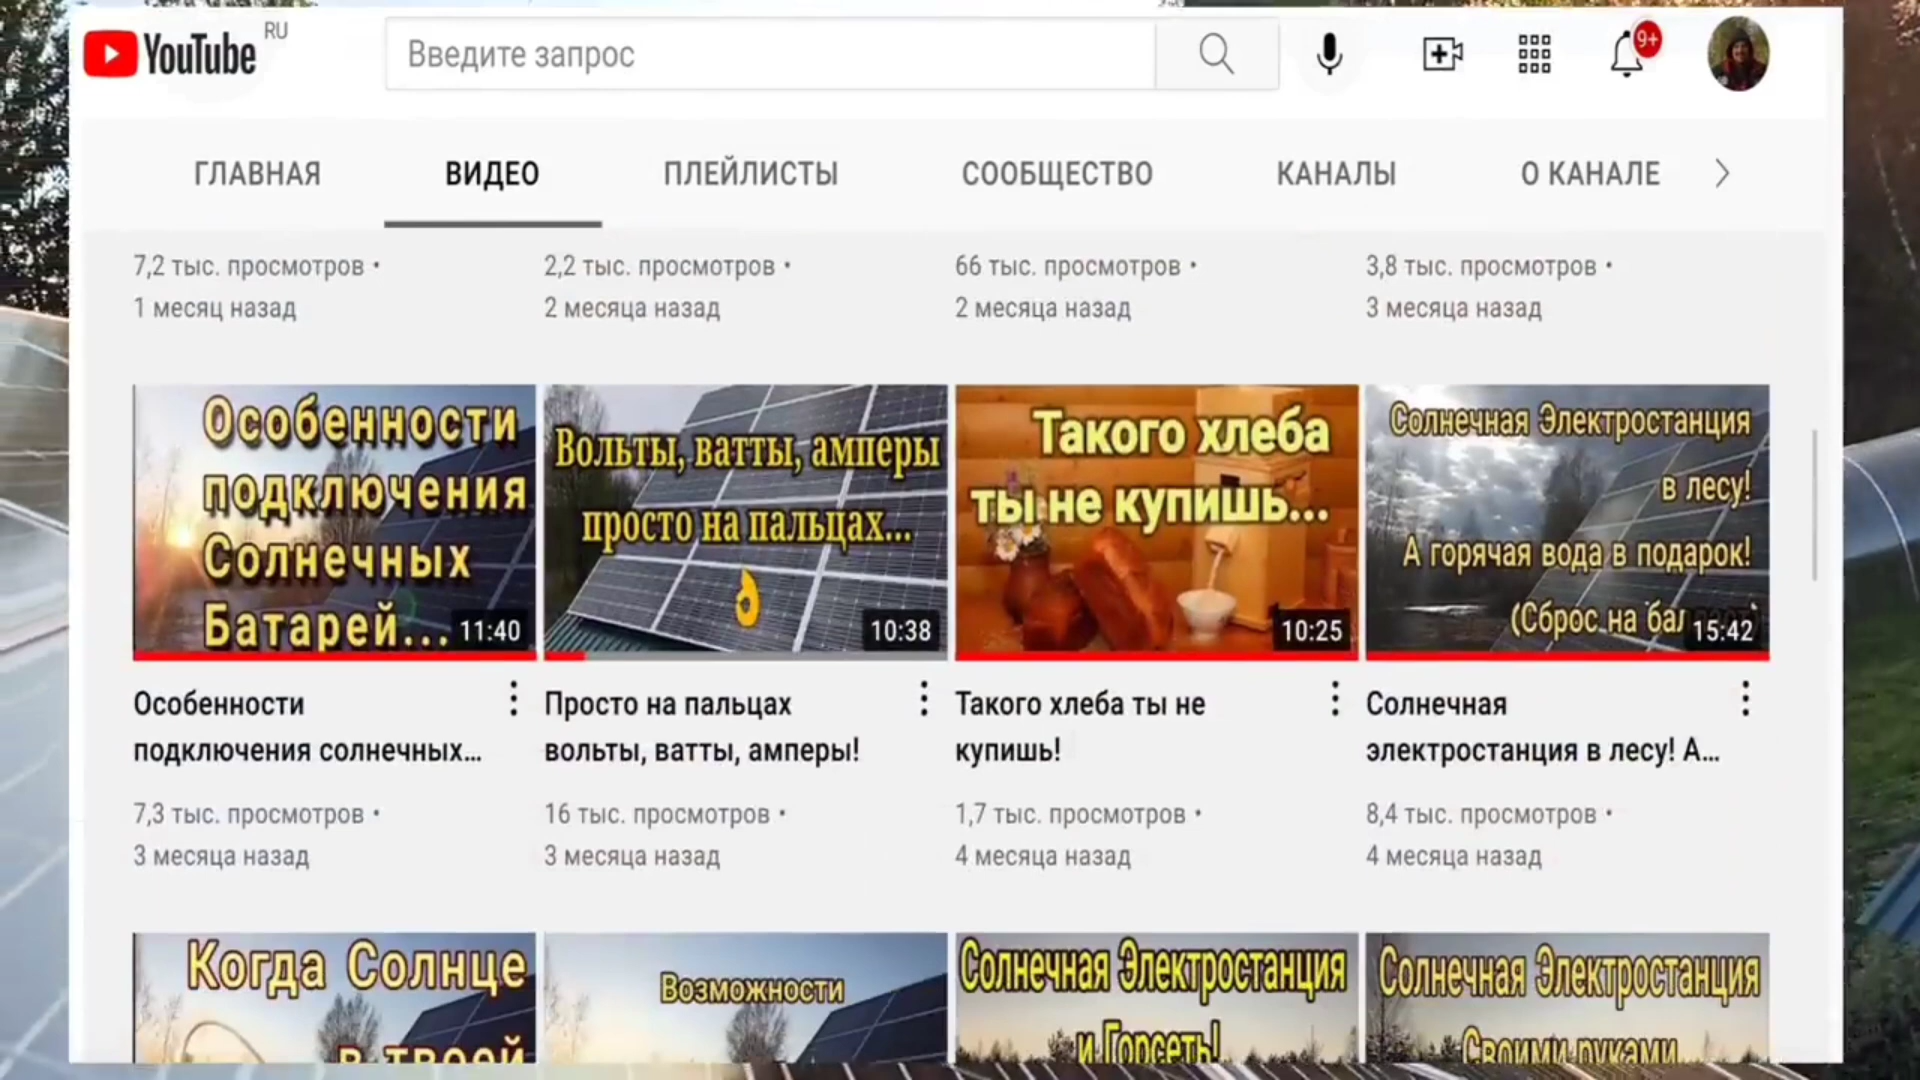 YouTube RU
Введите запрос
9+
ГЛАВНАЯ ВИДЕО ПЛЕЙЛИСТЫ СООБЩЕСТВО КАНАЛЫ О КАНАЛЕ
7,2 тыс. просмотров •
1 месяц назад
2,2 тыс. просмотров •
2 месяца назад
66 тыс. просмотров •
2 месяца назад
3,8 тыс. просмотров •
3 месяца назад
Особенности
подключения
Солнечных
Батарей...
11:40
Вольты, ватты, амперы
просто на пальцах...
10:38
Такого хлеба
ты не купишь...
10:25
Солнечная Электростанция
в лесу!
А горячая вода в подарок!
(Сброс на
15:42
Особенности
подключения солнечных...
7,3 тыс. просмотров •
3 месяца назад
Просто на пальцах
вольты, ватты, амперы!
16 тыс. просмотров •
3 месяца назад
Такого хлеба ты не
купишь!
1,7 тыс. просмотров •
4 месяца назад
Солнечная
электростанция в лесу! А...
8,4 тыс. просмотров •
4 месяца назад
Когда Солнце
в твоей
Возможности
Солнечная Электростанция
и Горсеть!
Солнечная Электростанция
Своими руками...